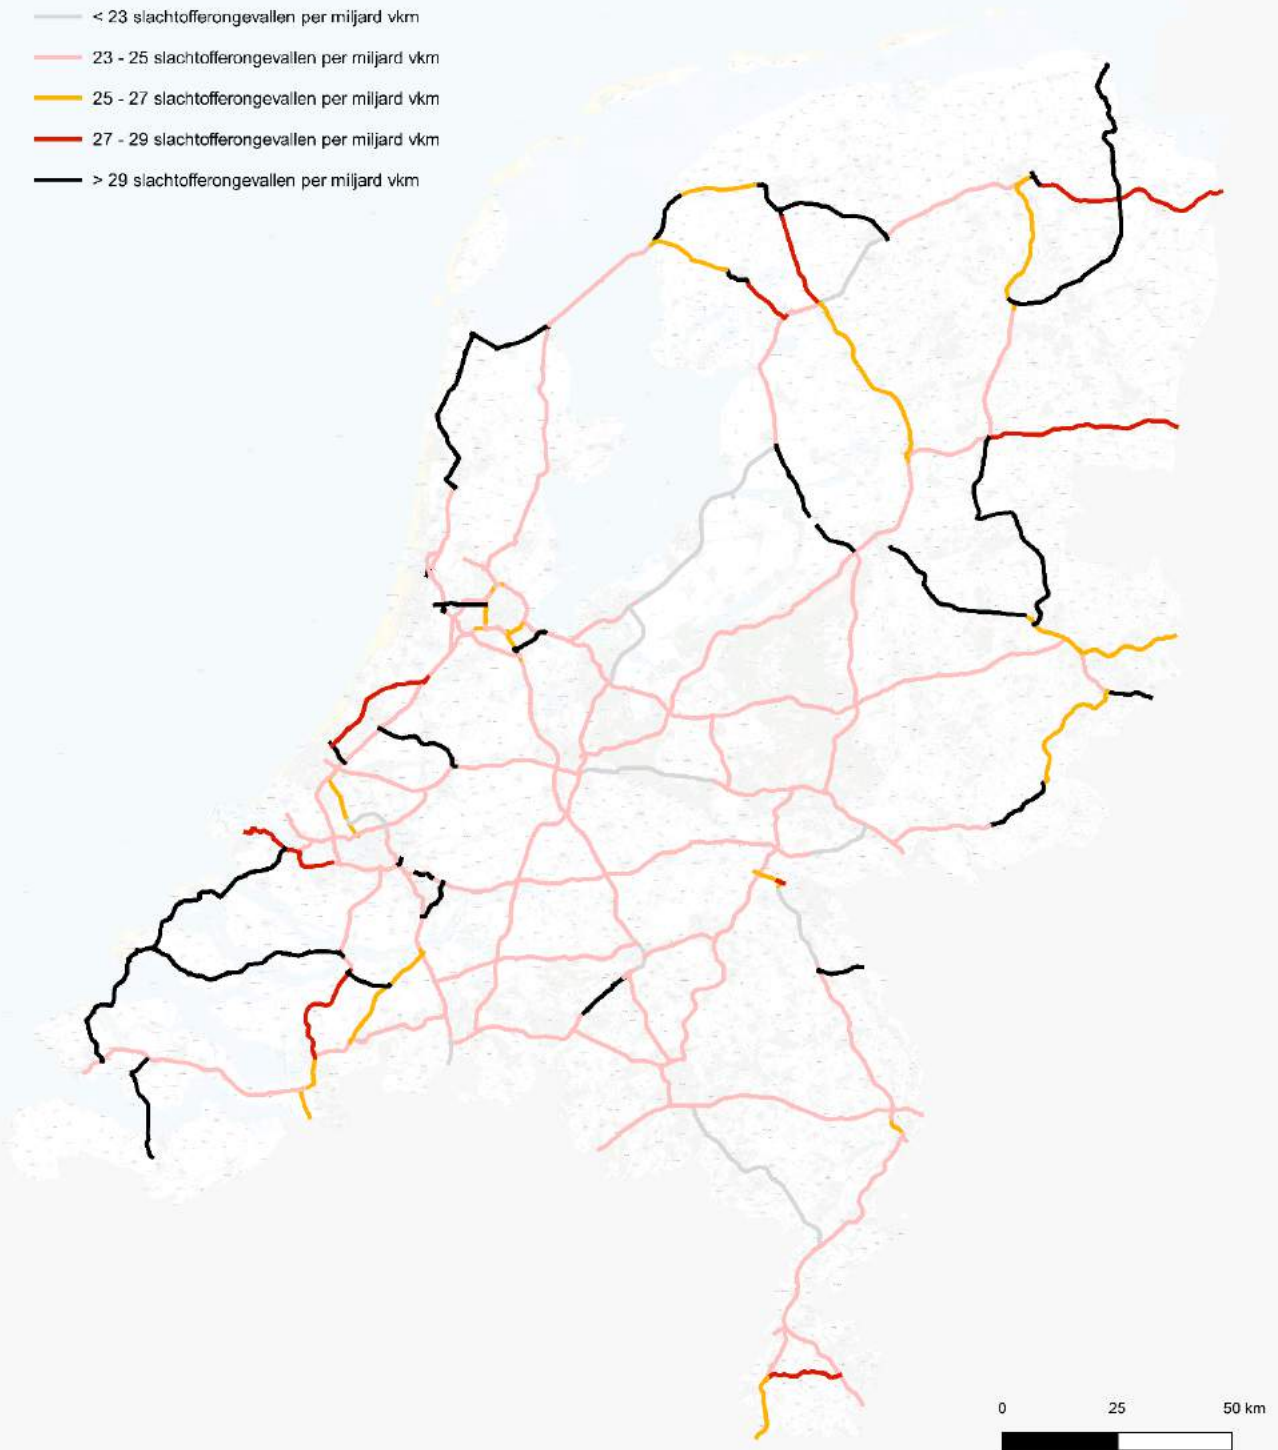 < 23 slachtofferongevallen per miljard vkm
23 - 25 slachtofferongevallen per miljard vkm
25 - 27 slachtofferongevallen per miljard vkm
27 - 29 slachtofferongevallen per miljard vkm
> 29 slachtofferongevallen per miljard vkm
0 25 50 km